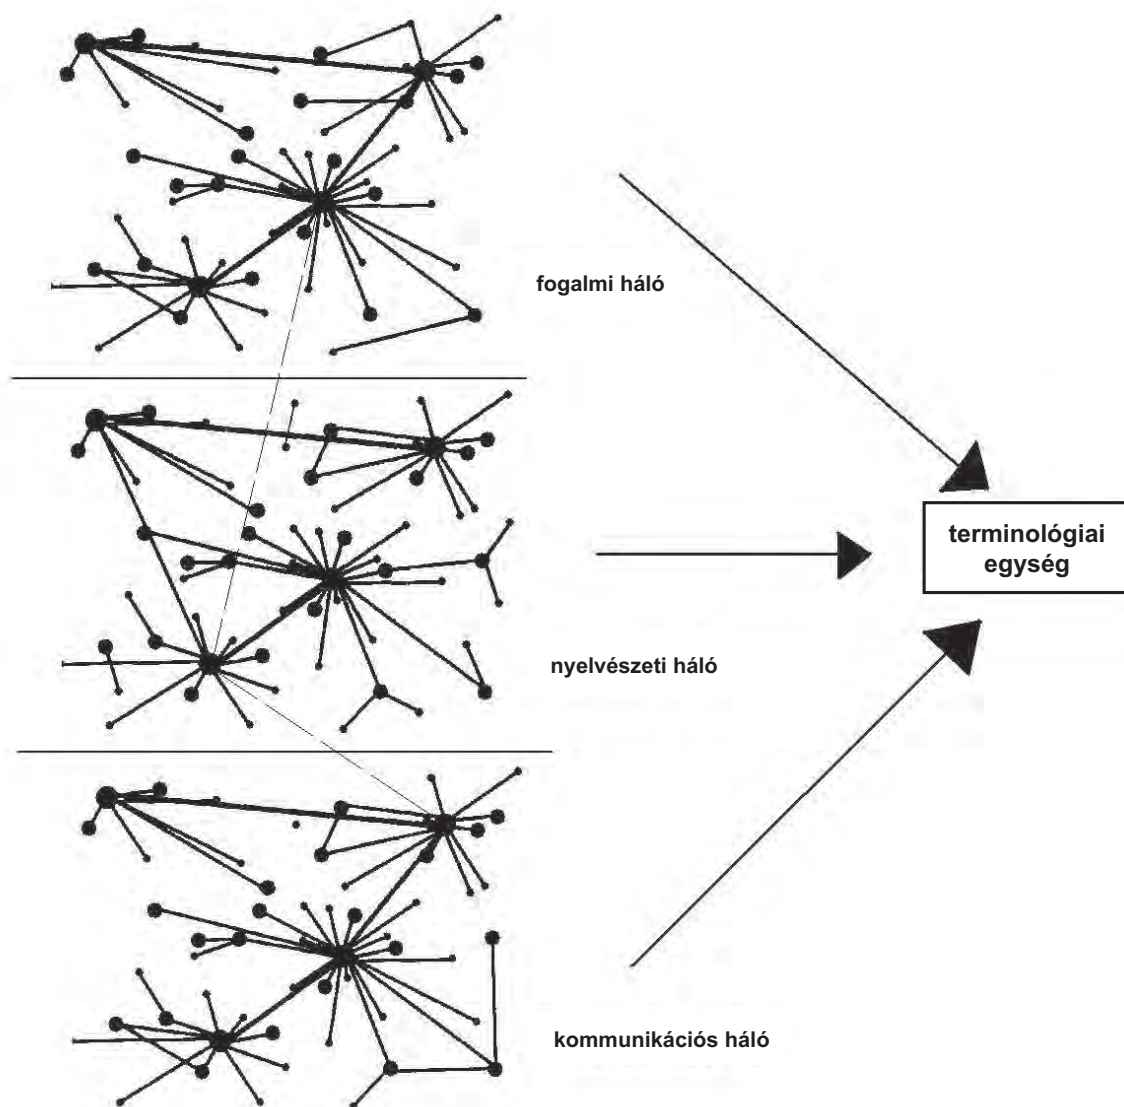 fogalmi háló
terminológiai
egység
nyelvészeti háló
kommunikációs háló